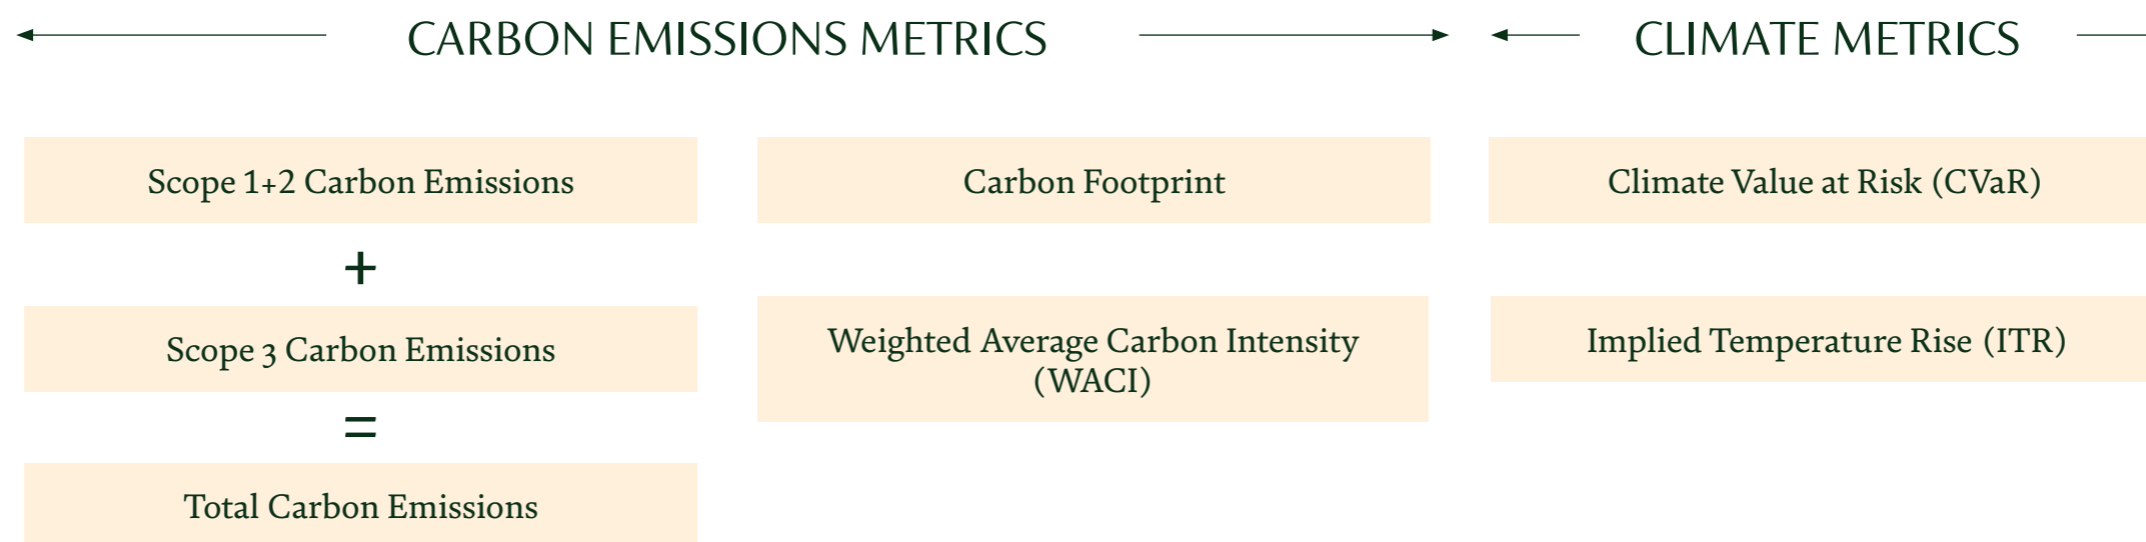 CARBON EMISSIONS METRICS
CLIMATE METRICS
Scope 1+2 Carbon Emissions
+
Scope 3 Carbon Emissions
=
Total Carbon Emissions
Carbon Footprint
Weighted Average Carbon Intensity
(WACI)
Climate Value at Risk (CVaR)
Implied Temperature Rise (ITR)